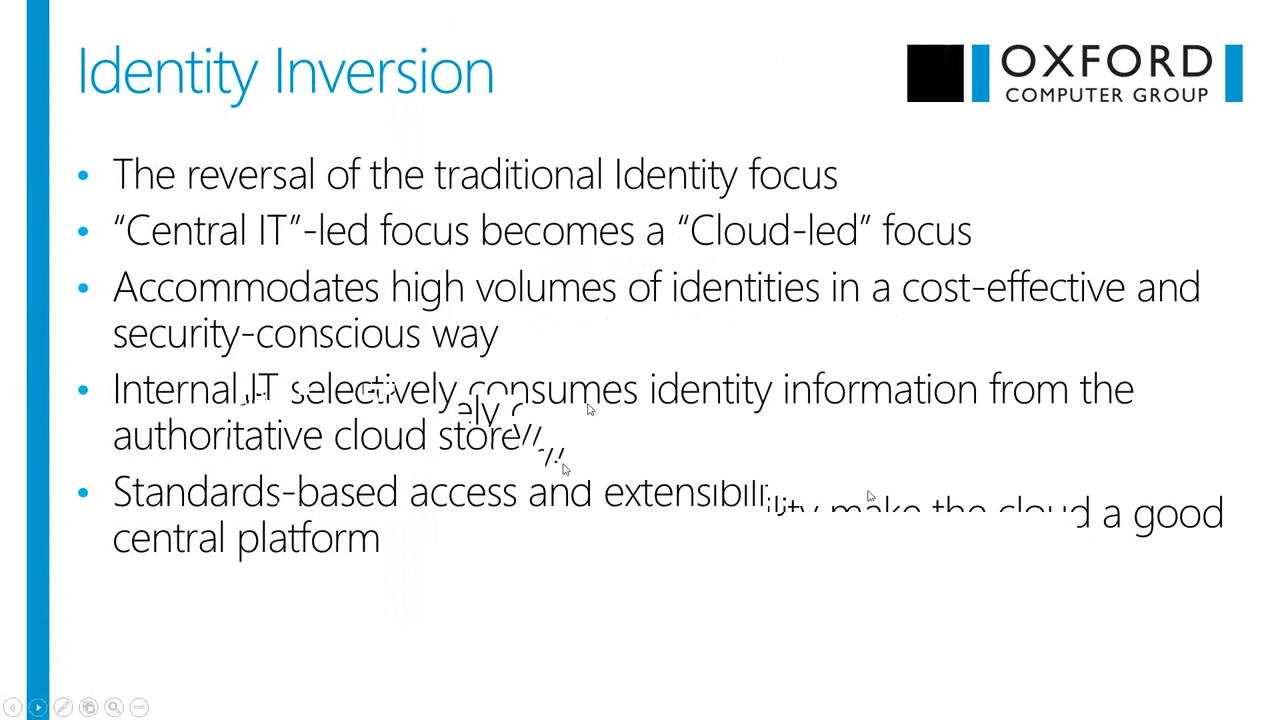 Identity Inversion
OXFORD
COMPUTER GROUP
• The reversal of the traditional Identity focus
• “Central IT”-led focus becomes a “Cloud-led” focus
• Accommodates high volumes of identities in a cost-effective and
security-conscious way
• Internal IT selectively consumes identity information from the
authoritative cloud store
• Standards-based access and extensibility make the cloud a good
central platform